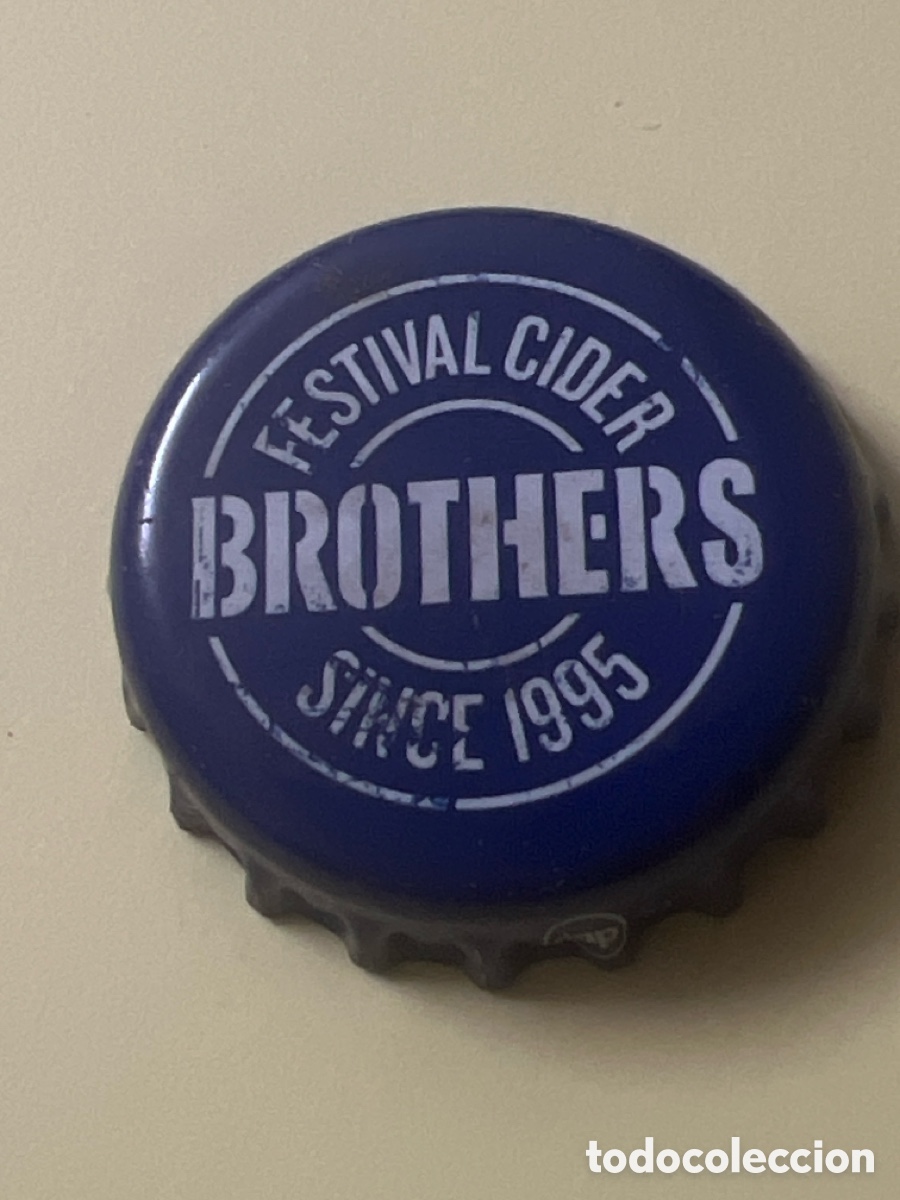 FESTIVAL CIDER
BROTHERS
SINCE 1995
todocoleccion